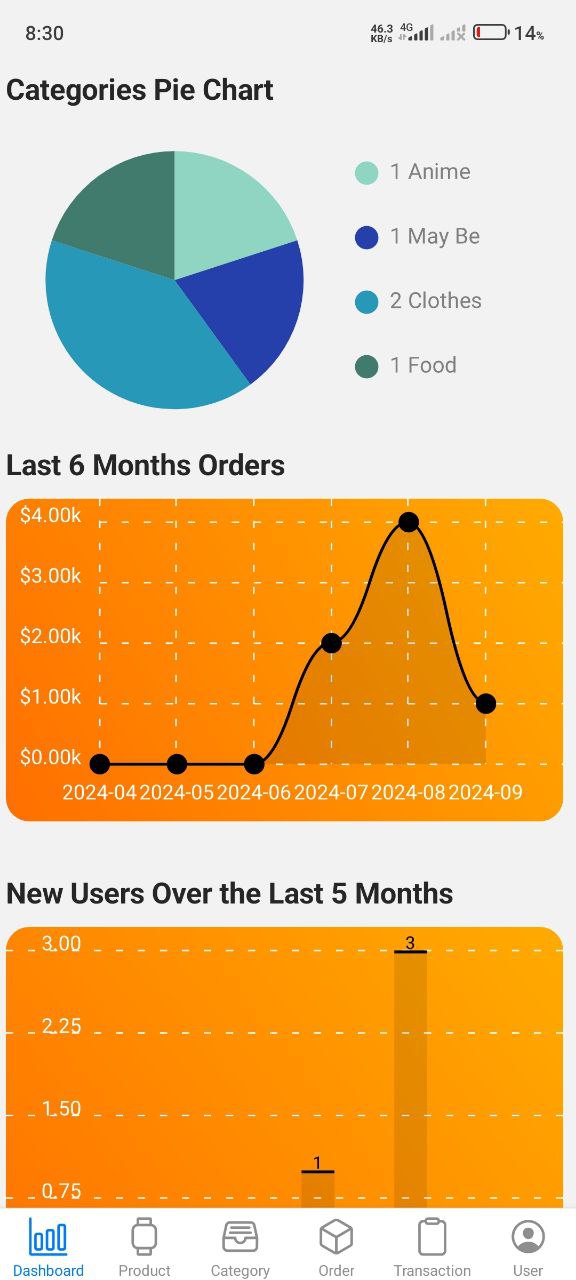 8:30
46.3 KB/s 4G 14%
Categories Pie Chart
1 Anime
1 May Be
2 Clothes
1 Food
Last 6 Months Orders
$4.00k
$3.00k
$2.00k
$1.00k
$0.00k
2024-04 2024-05 2024-06 2024-07 2024-08 2024-09
New Users Over the Last 5 Months
3.00
3
2.25
1.50
1
0.75
Dashboard Product Category Order Transaction User